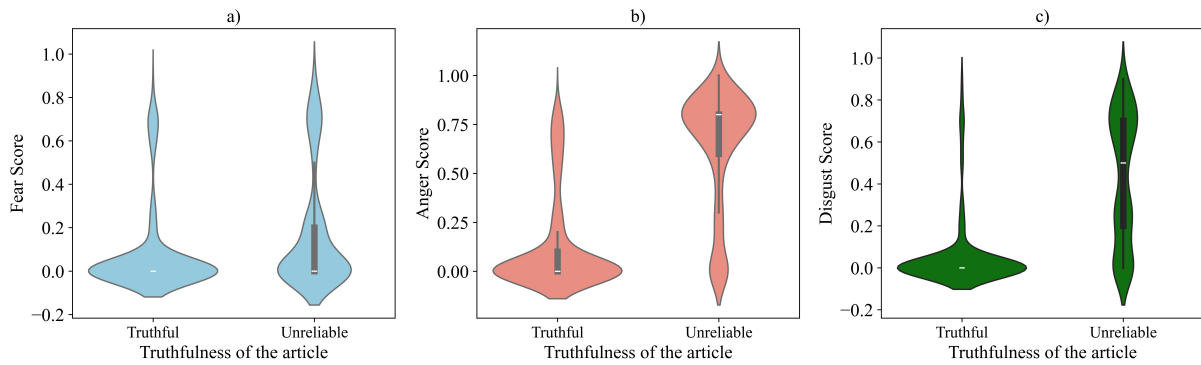 a)
Fear Score
1.0
0.8
0.6
0.4
0.2
0.0
−0.2
Truthful
Unreliable
Truthfulness of the article
b)
Anger Score
1.00
0.75
0.50
0.25
0.00
Truthful
Unreliable
Truthfulness of the article
c)
Disgust Score
1.0
0.8
0.6
0.4
0.2
0.0
−0.2
Truthful
Unreliable
Truthfulness of the article